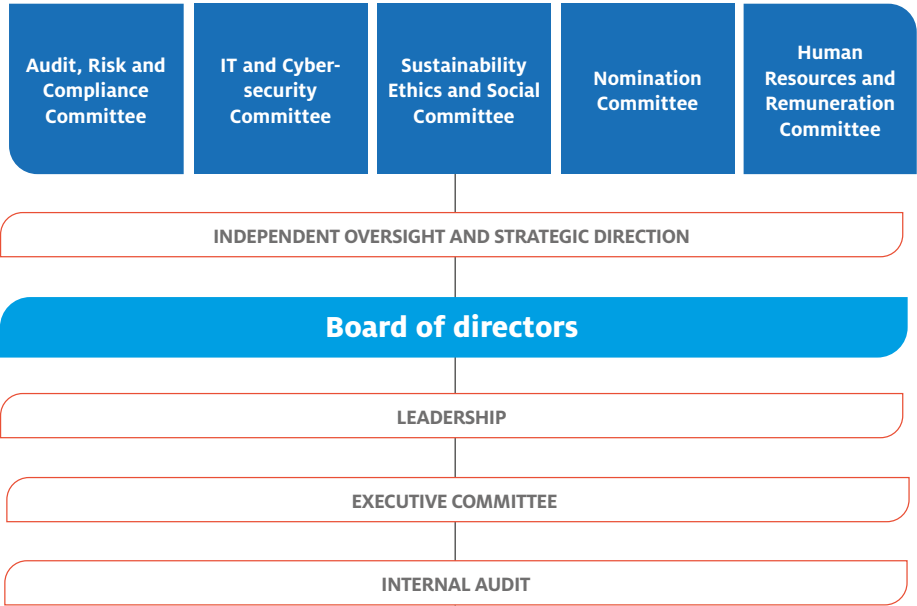 Audit, Risk and
Compliance
Committee
IT and Cyber-
security
Committee
Sustainability
Ethics and Social
Committee
Nomination
Committee
Human
Resources and
Remuneration
Committee
INDEPENDENT OVERSIGHT AND STRATEGIC DIRECTION
Board of directors
LEADERSHIP
EXECUTIVE COMMITTEE
INTERNAL AUDIT